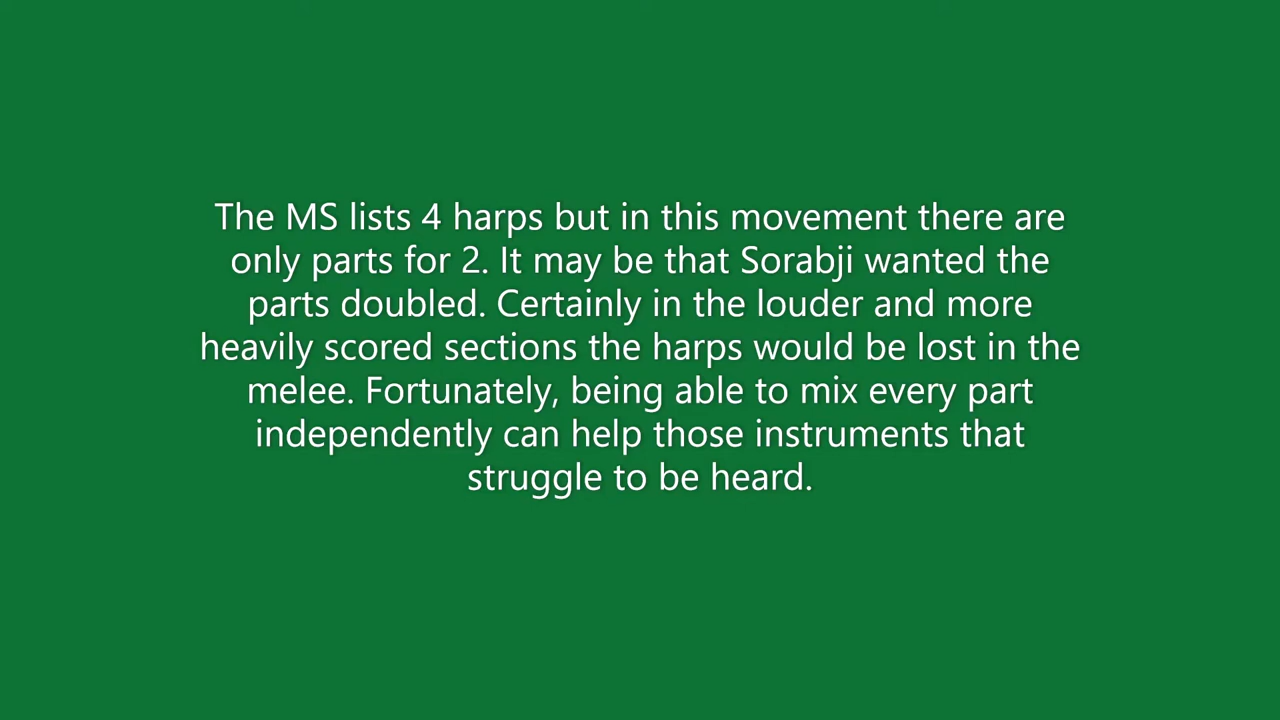 The MS lists 4 harps but in this movement there are
only parts for 2. It may be that Sorabji wanted the
parts doubled. Certainly in the louder and more
heavily scored sections the harps would be lost in the
melee. Fortunately, being able to mix every part
independently can help those instruments that
struggle to be heard.